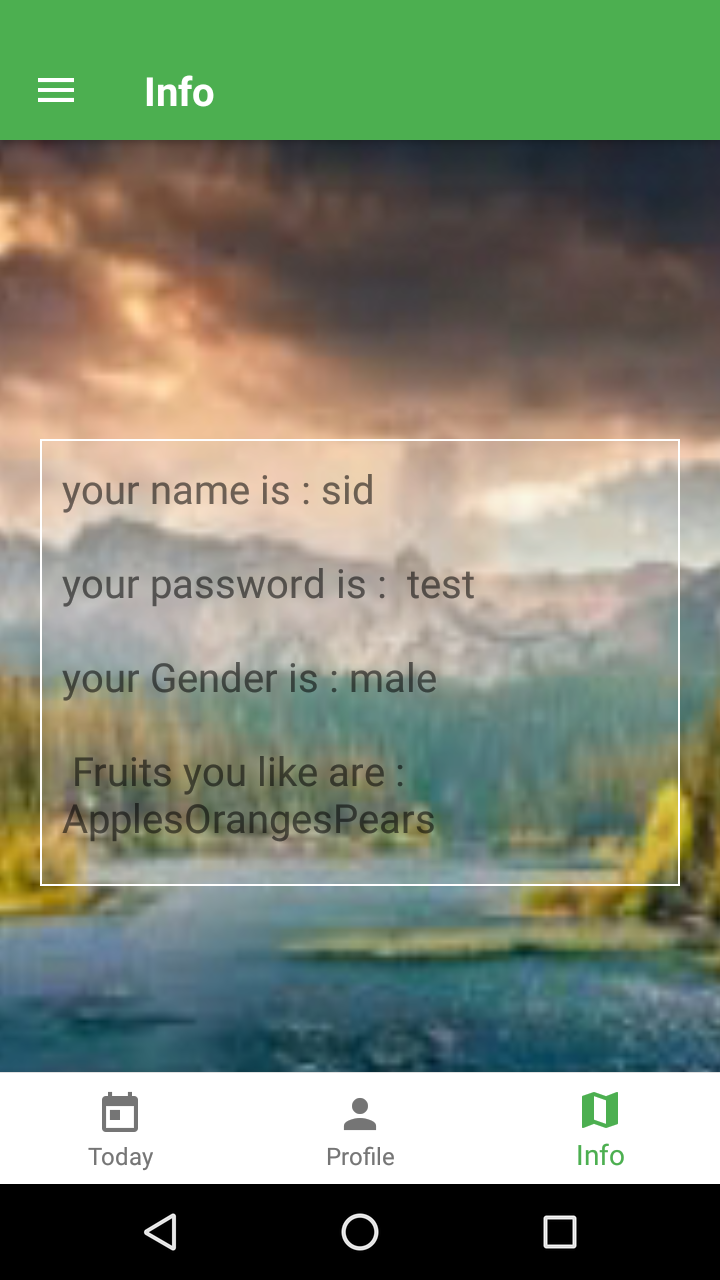 Info
your name is : sid
your password is :  test
your Gender is : male
Fruits you like are :
ApplesOrangesPears
Today
Profile
Info